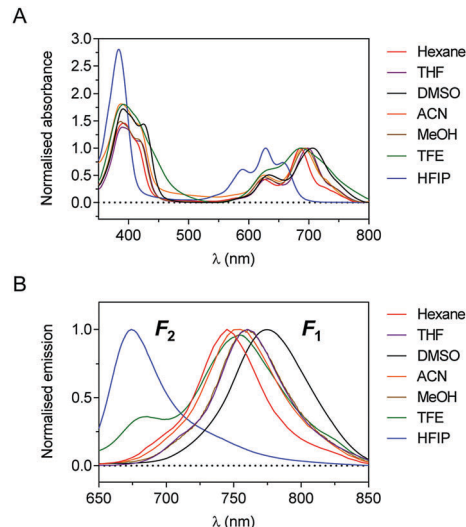 A
Normalised absorbance
3.0
2.5
2.0
1.5
1.0
0.5
0.0
400
500
600
700
800
λ (nm)
Hexane
THF
DMSO
ACN
MeOH
TFE
HFIP
B
Normalised emission
1.0
0.5
0.0
F2
F1
650
700
750
800
850
λ (nm)
Hexane
THF
DMSO
ACN
MeOH
TFE
HFIP